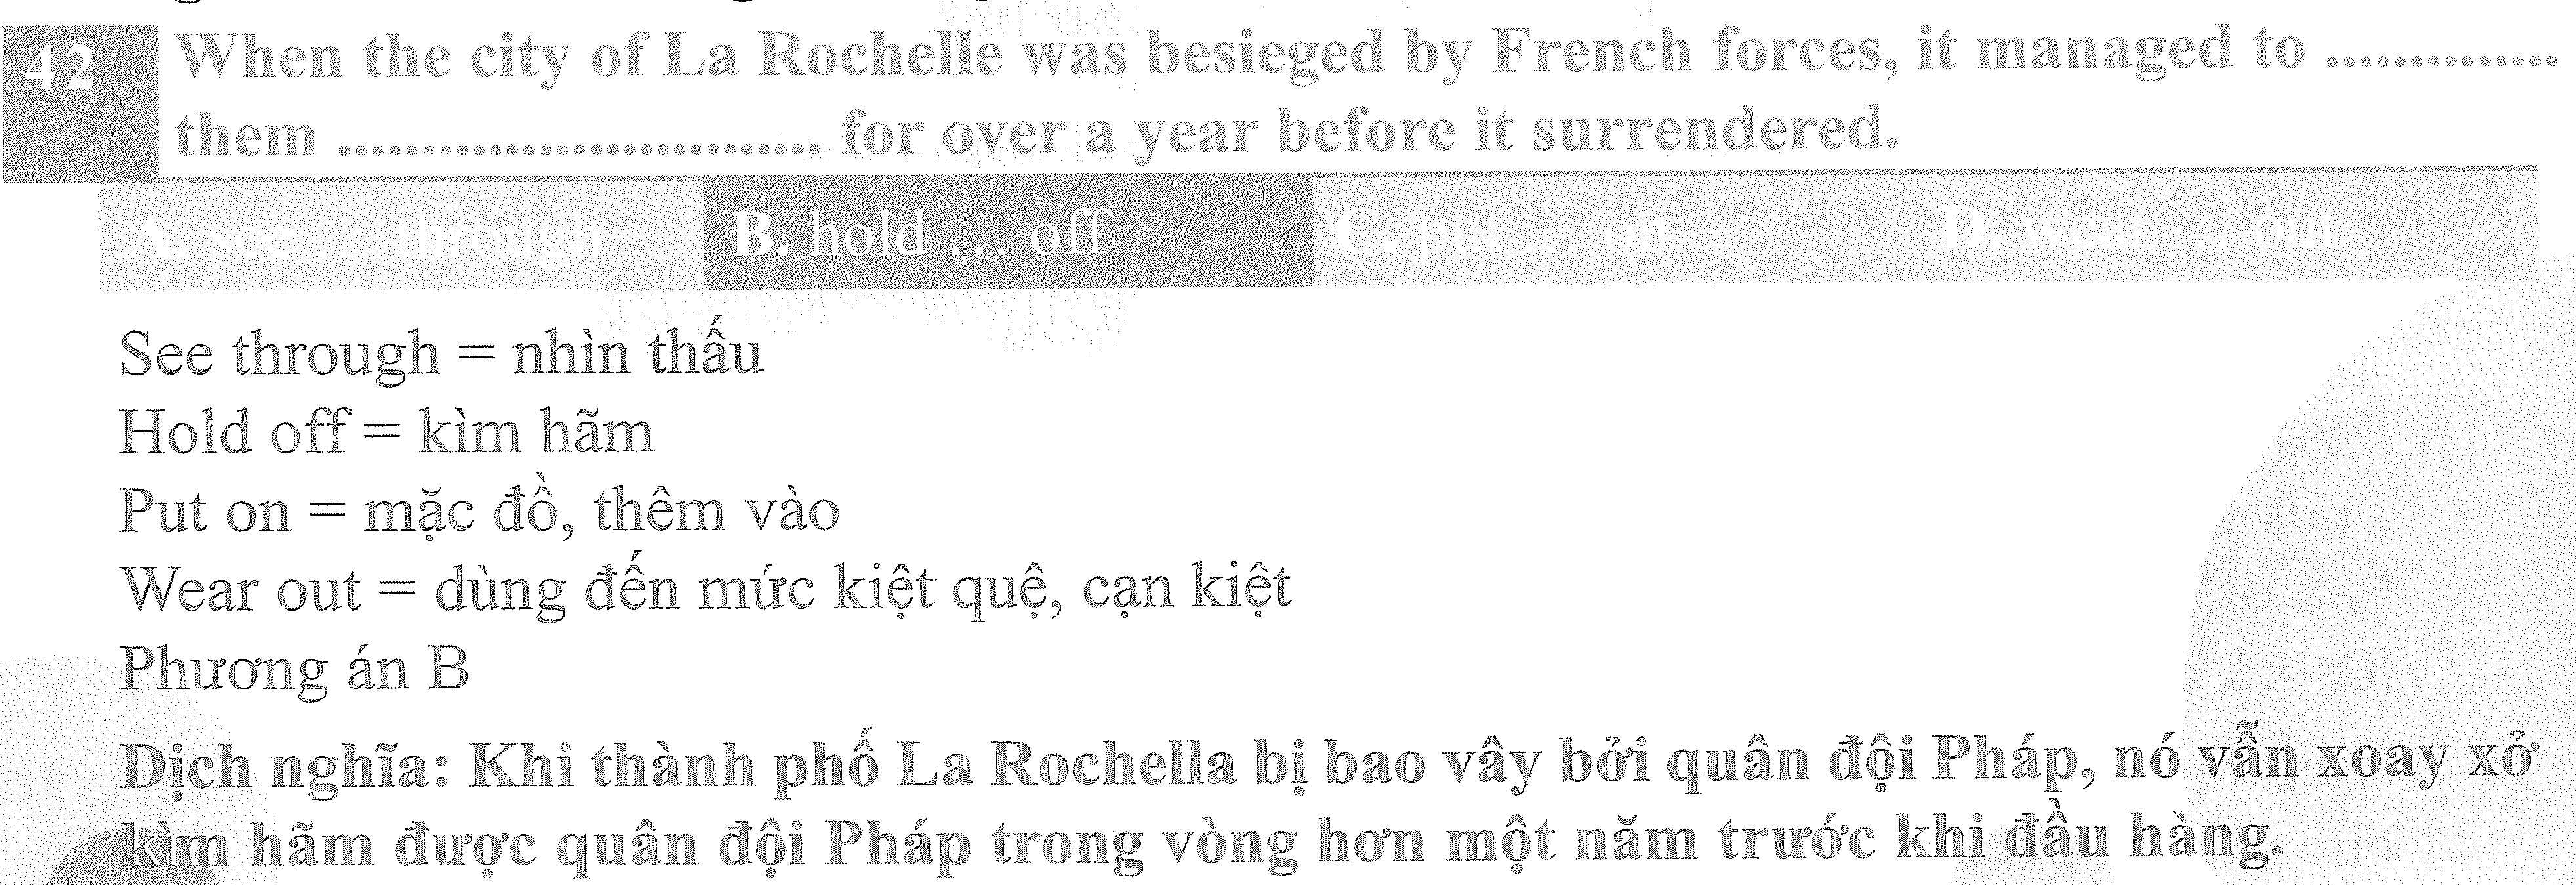 42 When the city of La Rochelle was besieged by French forces, it managed to ..............
them ............................. for over a year before it surrendered.
A. see ... through B. hold ... off C. put ... on D. wear ... out
See through = nhìn thấu
Hold off = kìm hãm
Put on = mặc đồ, thêm vào
Wear out = dùng đến mức kiệt quệ, cạn kiệt
Phương án B
Dịch nghĩa: Khi thành phố La Rochella bị bao vây bởi quân đội Pháp, nó vẫn xoay xở
kìm hãm được quân đội Pháp trong vòng hơn một năm trước khi đầu hàng.